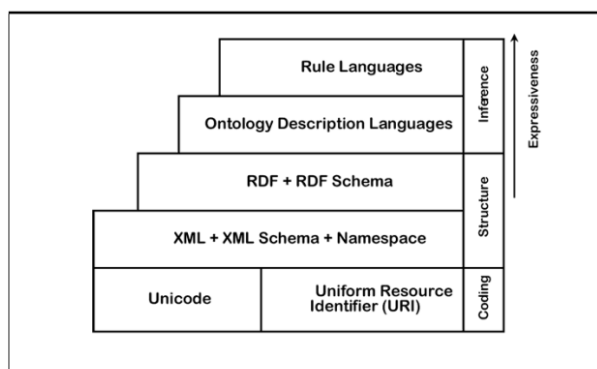 Rule Languages
Ontology Description Languages
RDF + RDF Schema
XML + XML Schema + Namespace
Unicode
Uniform Resource
Identifier (URI)
Inference
Structure
Coding
Expressiveness